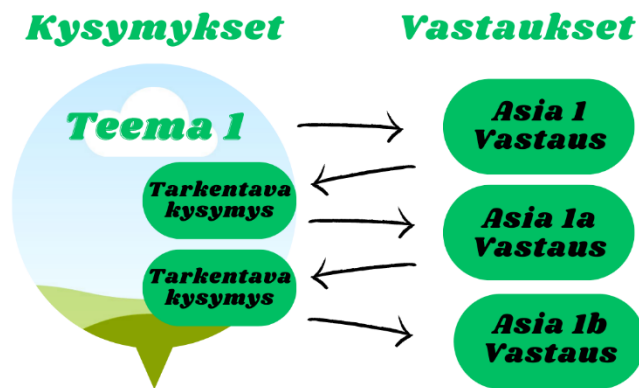 Kysymykset
Vastaukset
Teema 1
Asia 1
Vastaus
Tarkentava
kysymys
Asia 1a
Vastaus
Tarkentava
kysymys
Asia 1b
Vastaus